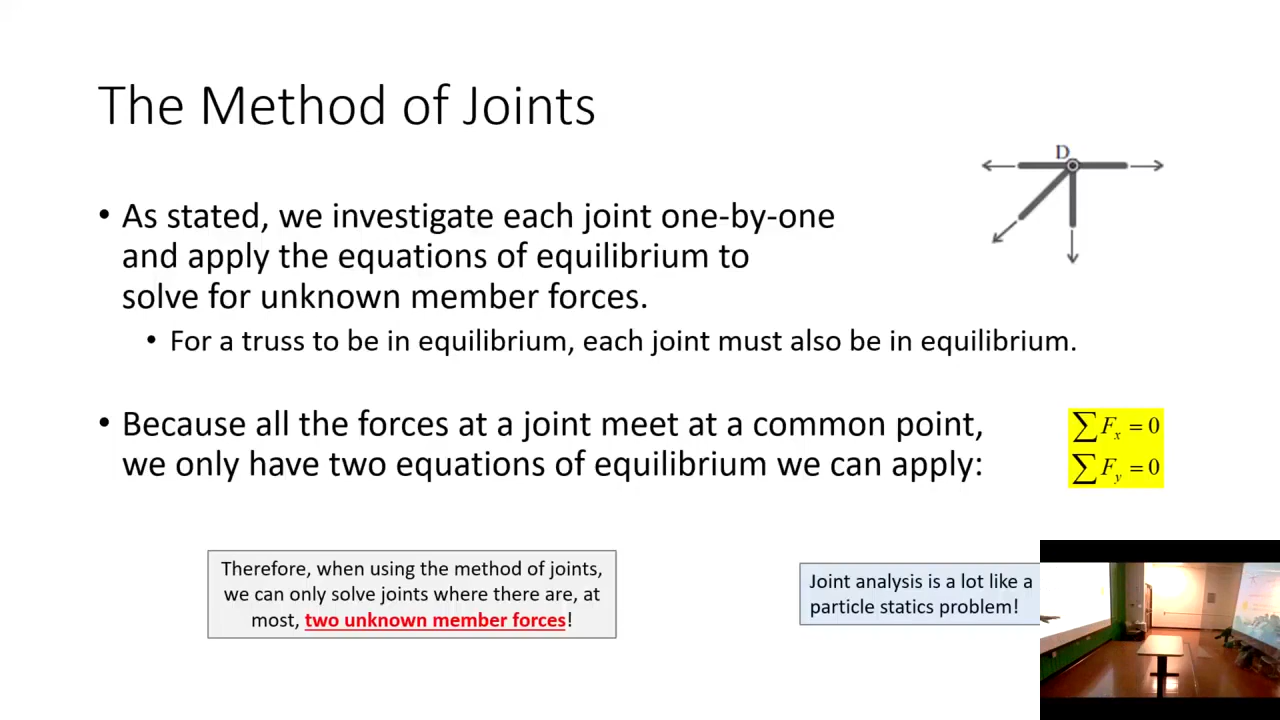 The Method of Joints
D
• As stated, we investigate each joint one-by-one
and apply the equations of equilibrium to
solve for unknown member forces.
• For a truss to be in equilibrium, each joint must also be in equilibrium.
• Because all the forces at a joint meet at a common point,
we only have two equations of equilibrium we can apply:
∑ Fx = 0
∑ Fy = 0
Therefore, when using the method of joints,
we can only solve joints where there are, at
most, two unknown member forces!
Joint analysis is a lot like a
particle statics problem!